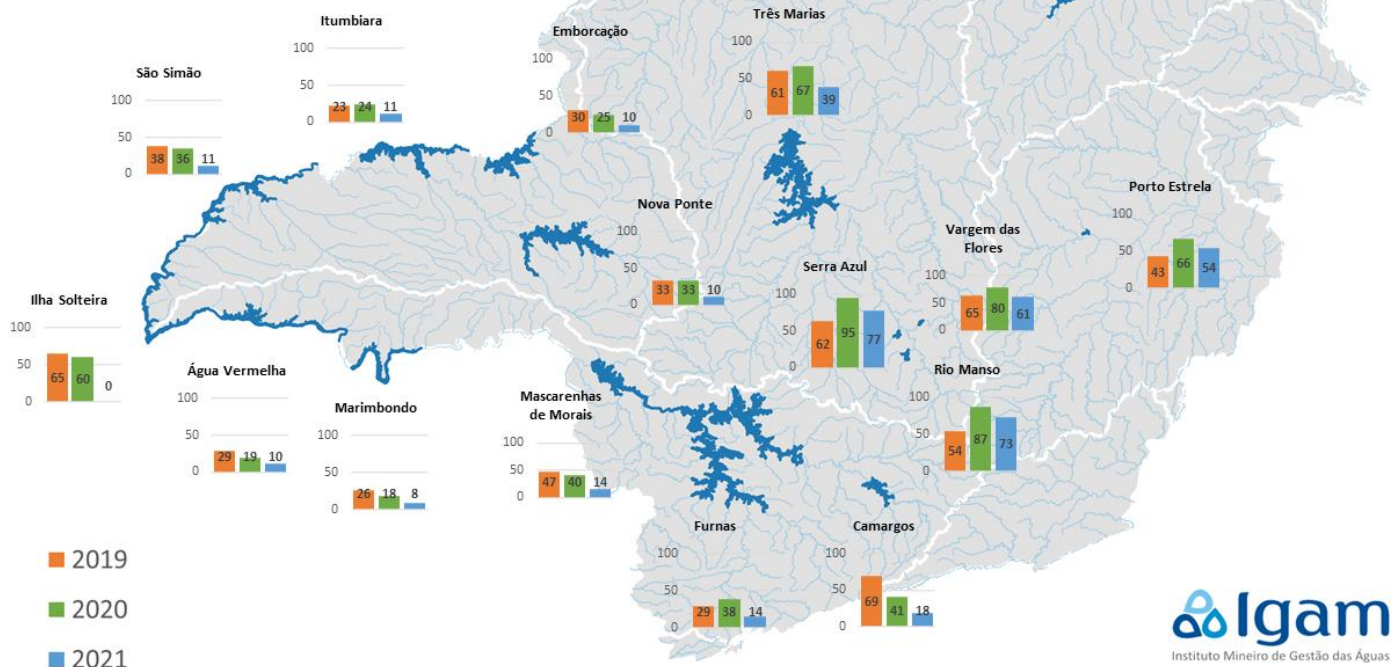 Itumbiara
100
50
0
23 24 11
São Simão
100
50
0
38 36 11
Emborcação
100
50
0
30 25 10
Três Marias
100
50
0
61 67 39
Nova Ponte
100
50
0
33 33 10
Porto Estrela
100
50
0
43 66 54
Vargem das
Flores
100
50
0
65 80 61
Serra Azul
100
50
0
62 95 77
Ilha Solteira
100
50
0
65 60 0
Água Vermelha
100
50
0
29 19 10
Marimbondo
100
50
0
26 18 8
Mascarenhas
de Morais
100
50
0
47 40 14
Rio Manso
100
50
0
54 87 73
Furnas
100
50
0
29 38 14
Camargos
100
50
0
69 41 18
2019
2020
2021
Igam
Instituto Mineiro de Gestão das Águas